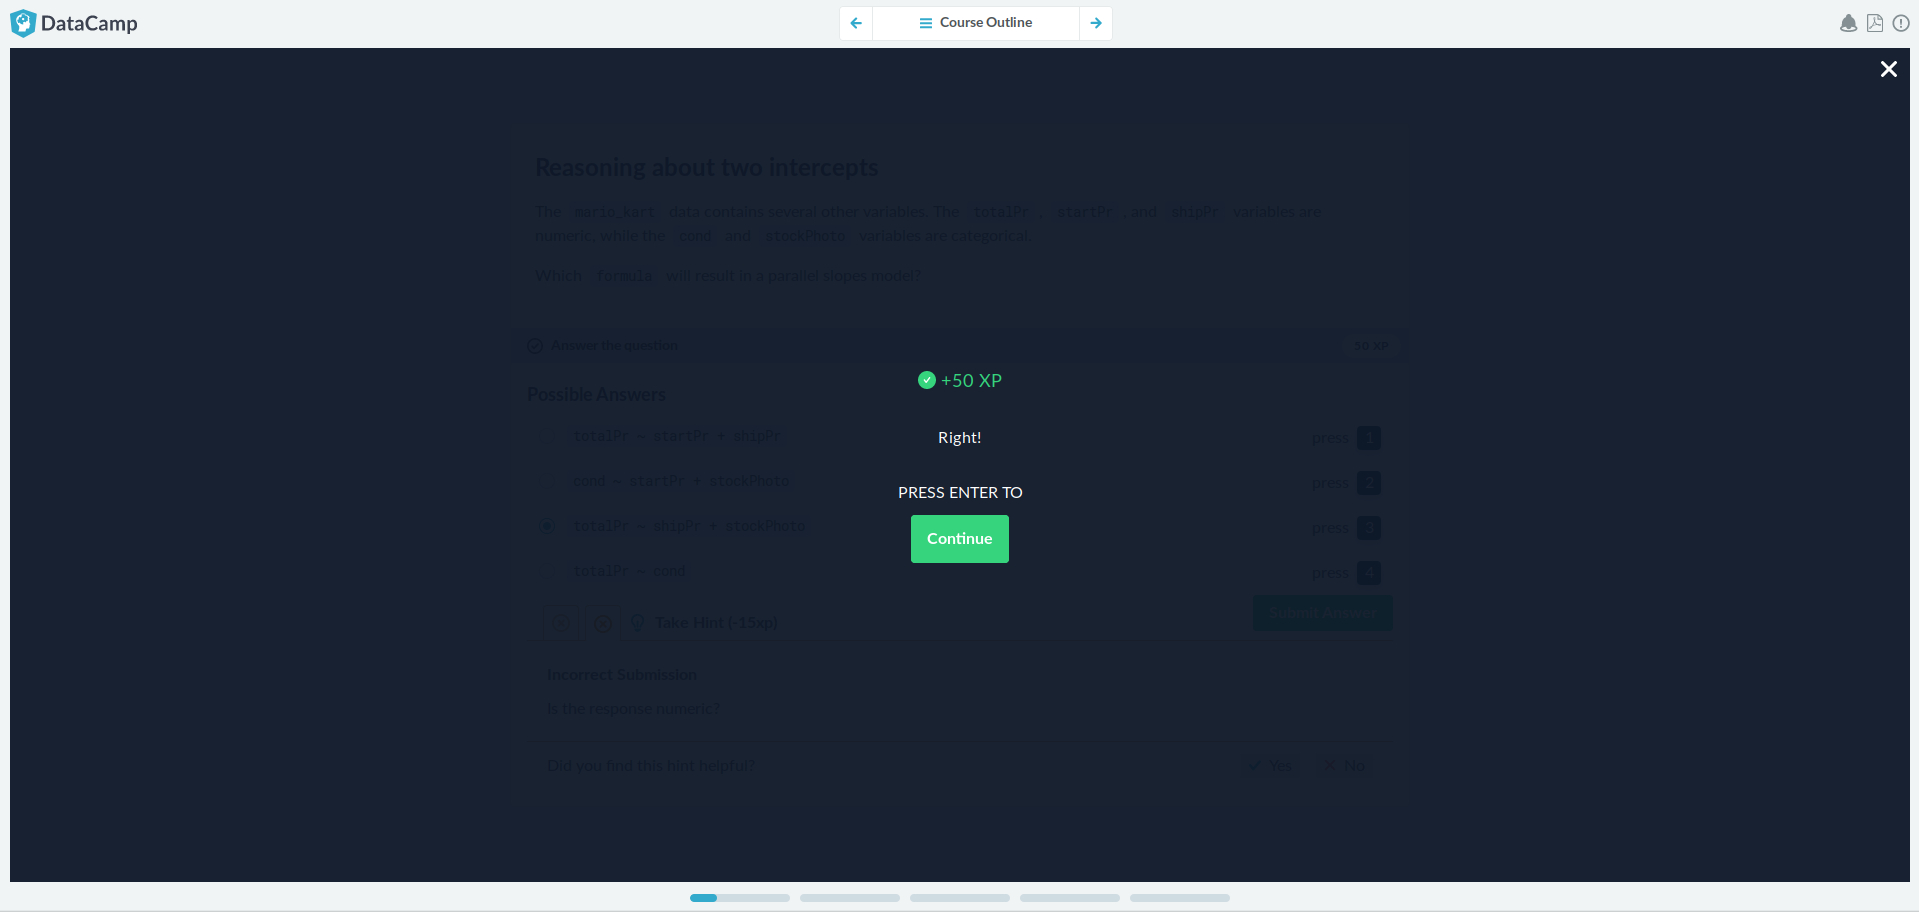 DataCamp
Course Outline
Reasoning about two intercepts
The mario_kart data contains several other variables. The totalPr , startPr , and shipPr variables are
numeric, while the cond and stockPhoto variables are categorical.
Which formula will result in a parallel slopes model?
Answer the question
50 XP
+50 XP
Possible Answers
totalPr ~ startPr + shipPr
press 1
Right!
cond ~ startPr + stockPhoto
press 2
PRESS ENTER TO
totalPr ~ shipPr + stockPhoto
press 3
Continue
totalPr ~ cond
press 4
Take Hint (-15xp)
Submit Answer
Incorrect Submission
Is the response numeric?
Did you find this hint helpful?
Yes
No